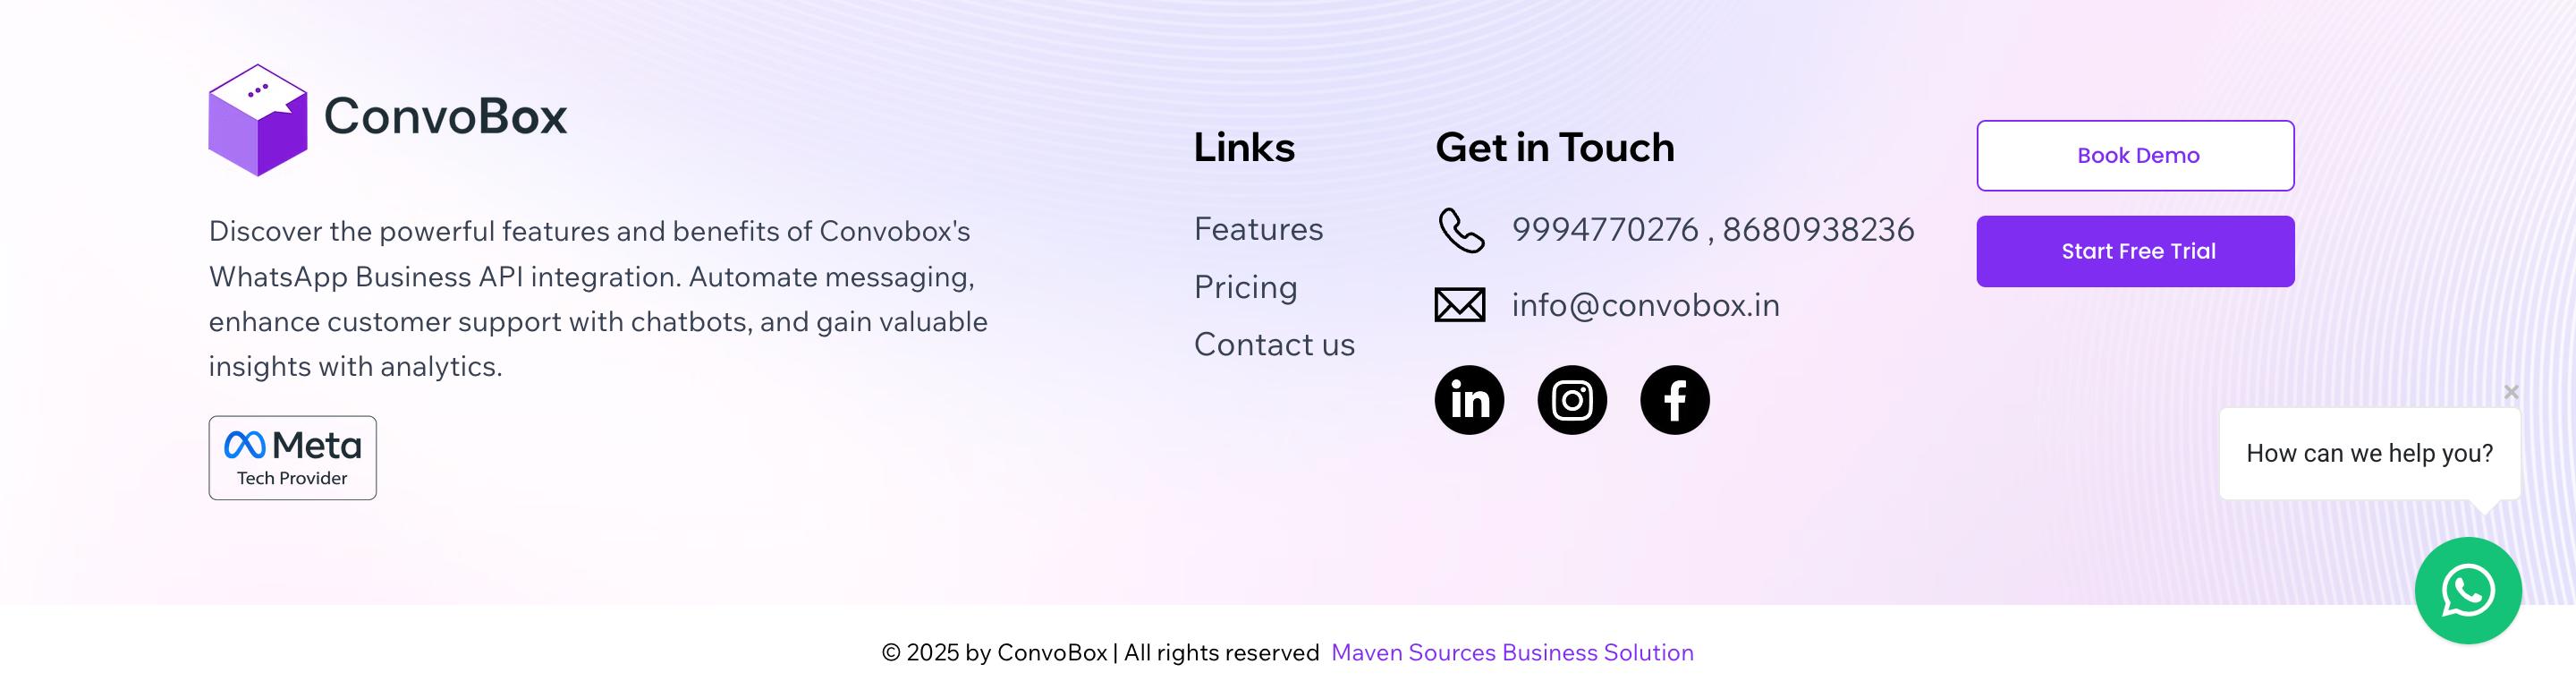 ConvoBox
Discover the powerful features and benefits of Convobox's
WhatsApp Business API integration. Automate messaging,
enhance customer support with chatbots, and gain valuable
insights with analytics.
Meta
Tech Provider
Links
Features
Pricing
Contact us
Get in Touch
9994770276 , 8680938236
info@convobox.in
in
f
Book Demo
Start Free Trial
×
How can we help you?
© 2025 by ConvoBox | All rights reserved Maven Sources Business Solution